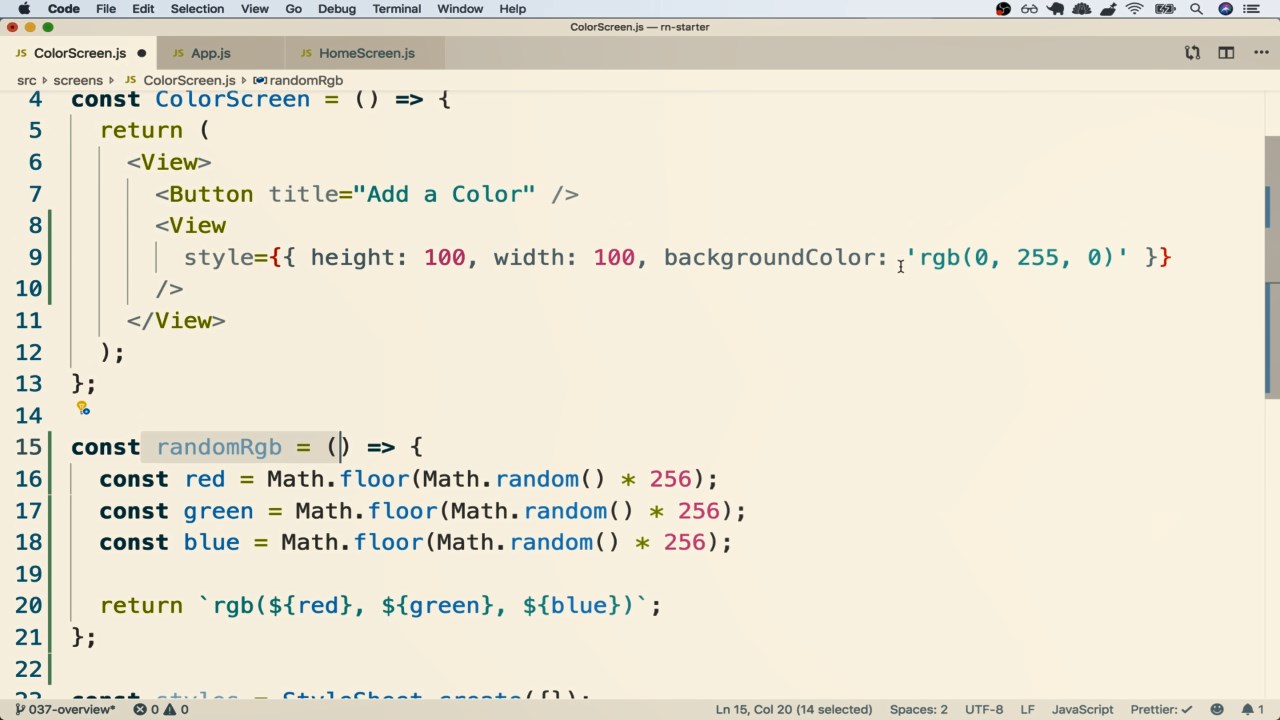 Code File Edit Selection View Go Debug Terminal Window Help
ColorScreen.js — rn-starter
JS ColorScreen.js JS App.js JS HomeScreen.js
src screens JS ColorScreen.js randomRgb
4 const ColorScreen = () => {
5 return (
6 <View>
7 <Button title="Add a Color" />
8 <View
9 style={{ height: 100, width: 100, backgroundColor: 'rgb(0, 255, 0)' }}
10 />
11 </View>
12 );
13 };
14
15 const randomRgb = () => {
16 const red = Math.floor(Math.random() * 256);
17 const green = Math.floor(Math.random() * 256);
18 const blue = Math.floor(Math.random() * 256);
19
20 return `rgb(${red}, ${green}, ${blue})`;
21 };
22
23 const styles = StyleSheet.create({});
037-overview* 0 0 Ln 15, Col 20 (14 selected) Spaces: 2 UTF-8 LF JavaScript Prettier: ✓ 1